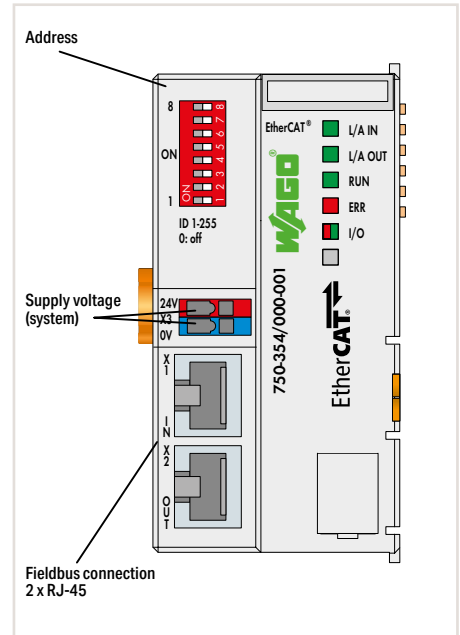 Address
8
ON
1
ON
1 2 3 4 5 6 7 8
ID 1-255
0: off
Supply voltage
(system)
24V
X3
0V
X1
IN
X2
OUT
Fieldbus connection
2 x RJ-45
EtherCAT®
L/A IN
L/A OUT
RUN
ERR
I/O
WAGO®
750-354/000-001
EtherCAT®